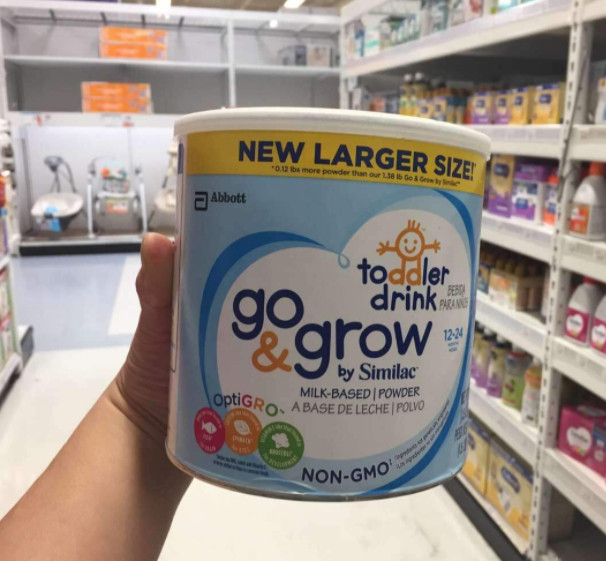 NEW LARGER SIZE!*
*0.12 lbs more powder than our 1.38 lb Go & Grow by Similac
Abbott
toddler
drink
BEBIDA
PARA NIÑOS
go
& grow
12-24
by Similac
MILK-BASED | POWDER
A BASE DE LECHE | POLVO
OptiGRO
NON-GMO